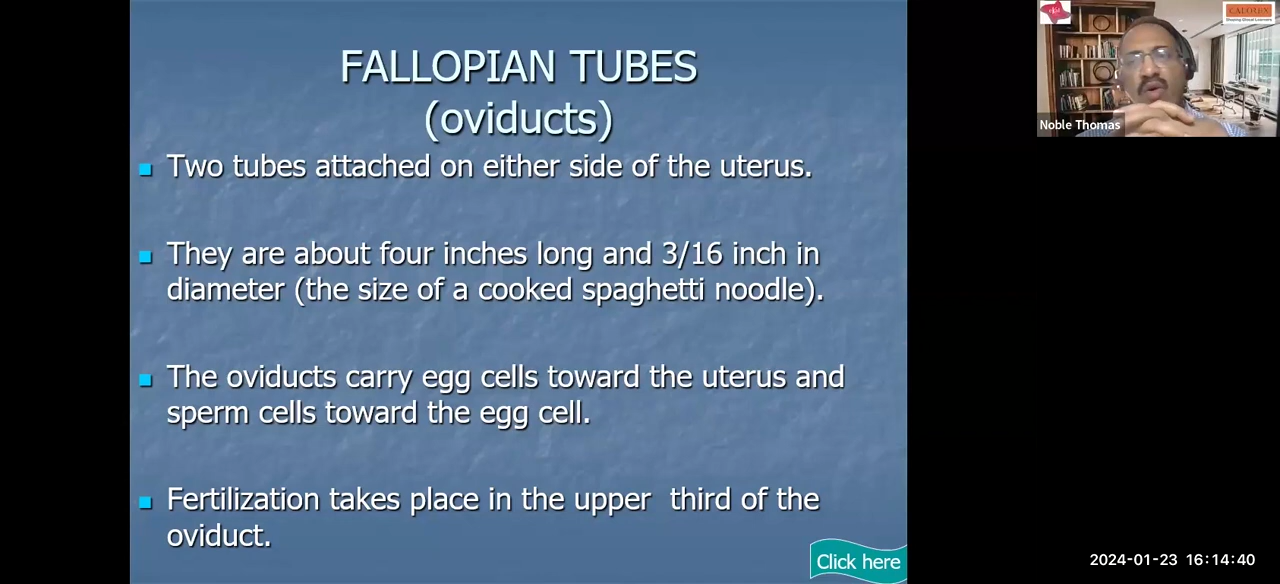 FALLOPIAN TUBES
(oviducts)
Two tubes attached on either side of the uterus.
They are about four inches long and 3/16 inch in
diameter (the size of a cooked spaghetti noodle).
The oviducts carry egg cells toward the uterus and
sperm cells toward the egg cell.
Fertilization takes place in the upper third of the
oviduct.
Click here
CALOREX
Noble Thomas
2024-01-23 16:14:40